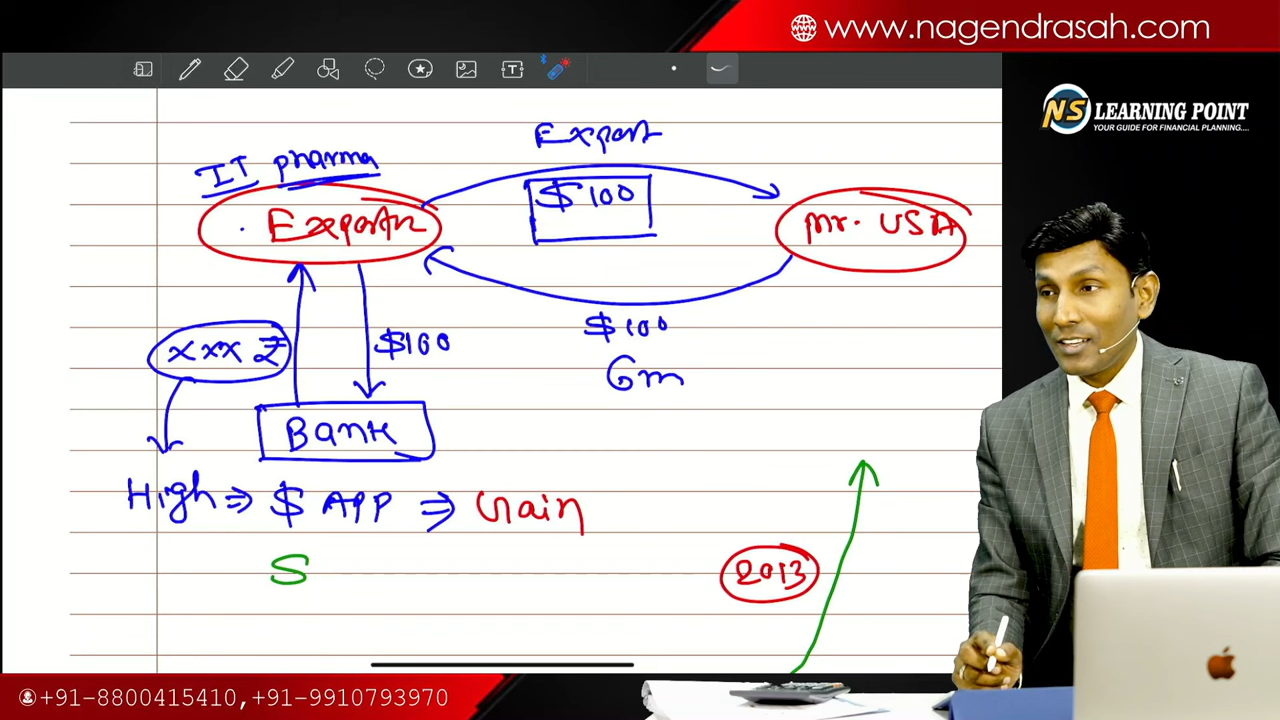 www.nagendrasah.com
NS LEARNING POINT
YOUR GUIDE FOR FINANCIAL PLANNING....
T
Export
IT pharma
$100
Exporter
Mr. USA
$100
xxx ₹
$100
6m
Bank
High ⇒ $ APP ⇒ Gain
S
2013
+91-8800415410,+91-9910793970